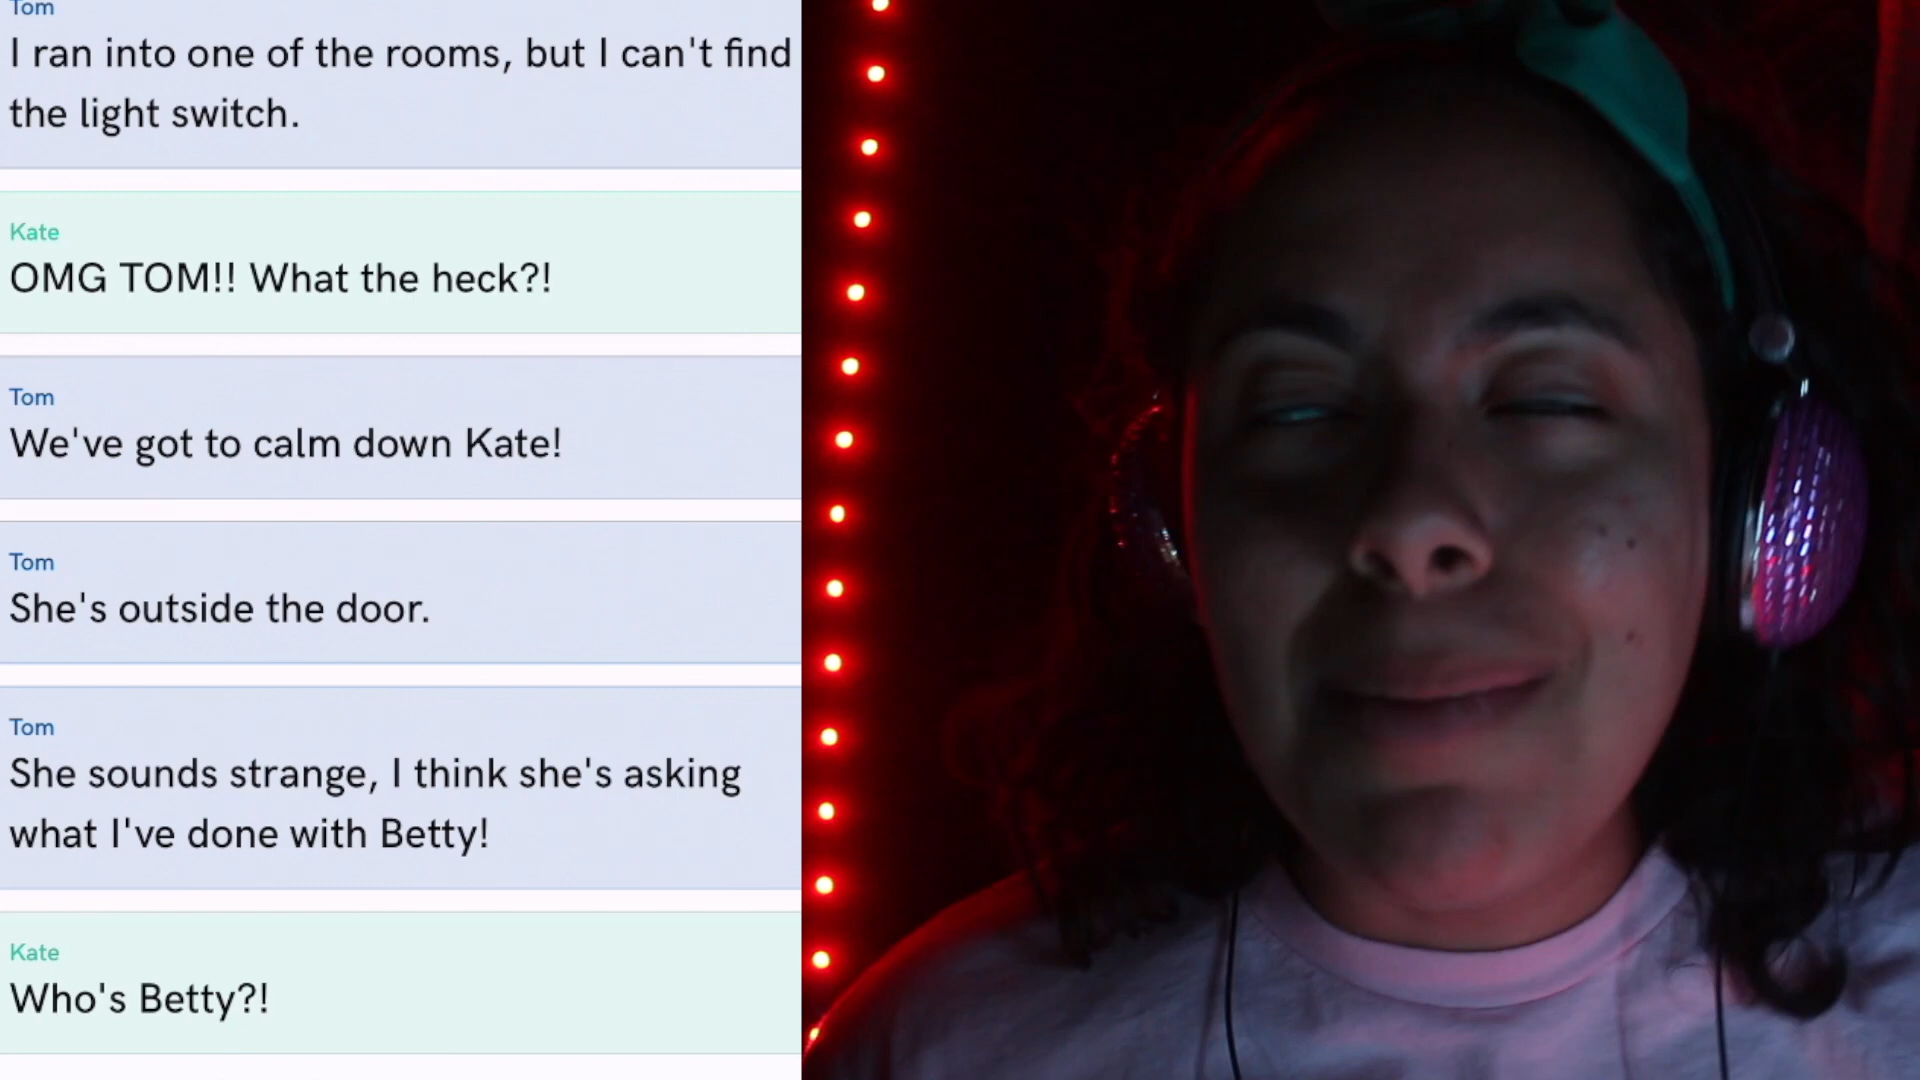 Tom
I ran into one of the rooms, but I can't find
the light switch.
Kate
OMG TOM!! What the heck?!
Tom
We've got to calm down Kate!
Tom
She's outside the door.
Tom
She sounds strange, I think she's asking
what I've done with Betty!
Kate
Who's Betty?!